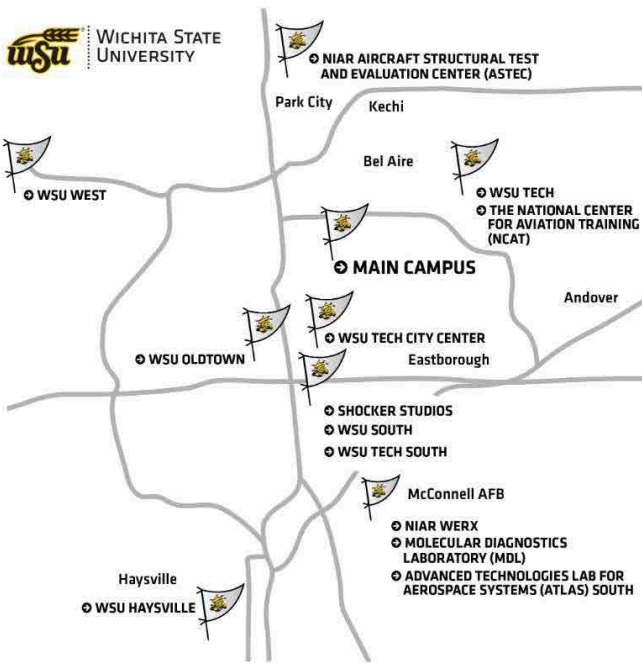 wsu
WICHITA STATE
UNIVERSITY
NIAR AIRCRAFT STRUCTURAL TEST
AND EVALUATION CENTER (ASTEC)
Park City
Kechi
Bel Aire
WSU WEST
WSU TECH
THE NATIONAL CENTER
FOR AVIATION TRAINING
(NCAT)
MAIN CAMPUS
Andover
WSU TECH CITY CENTER
WSU OLDTOWN
Eastborough
SHOCKER STUDIOS
WSU SOUTH
WSU TECH SOUTH
McConnell AFB
NIAR WERX
MOLECULAR DIAGNOSTICS
LABORATORY (MDL)
ADVANCED TECHNOLOGIES LAB FOR
AEROSPACE SYSTEMS (ATLAS) SOUTH
Haysville
WSU HAYSVILLE